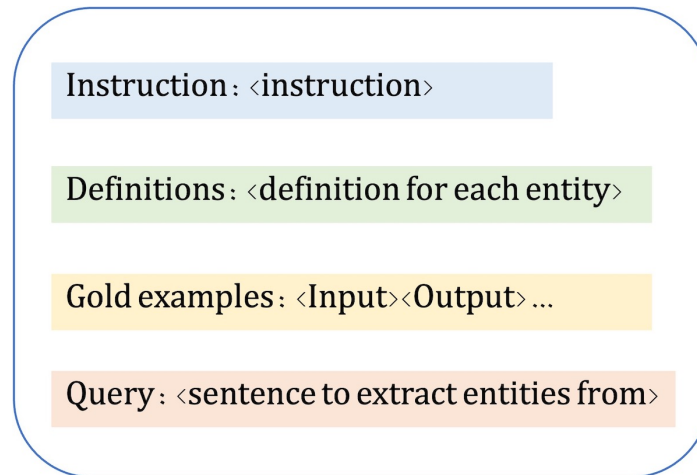 Instruction: <instruction>
Definitions: <definition for each entity>
Gold examples: <Input><Output>...
Query: <sentence to extract entities from>